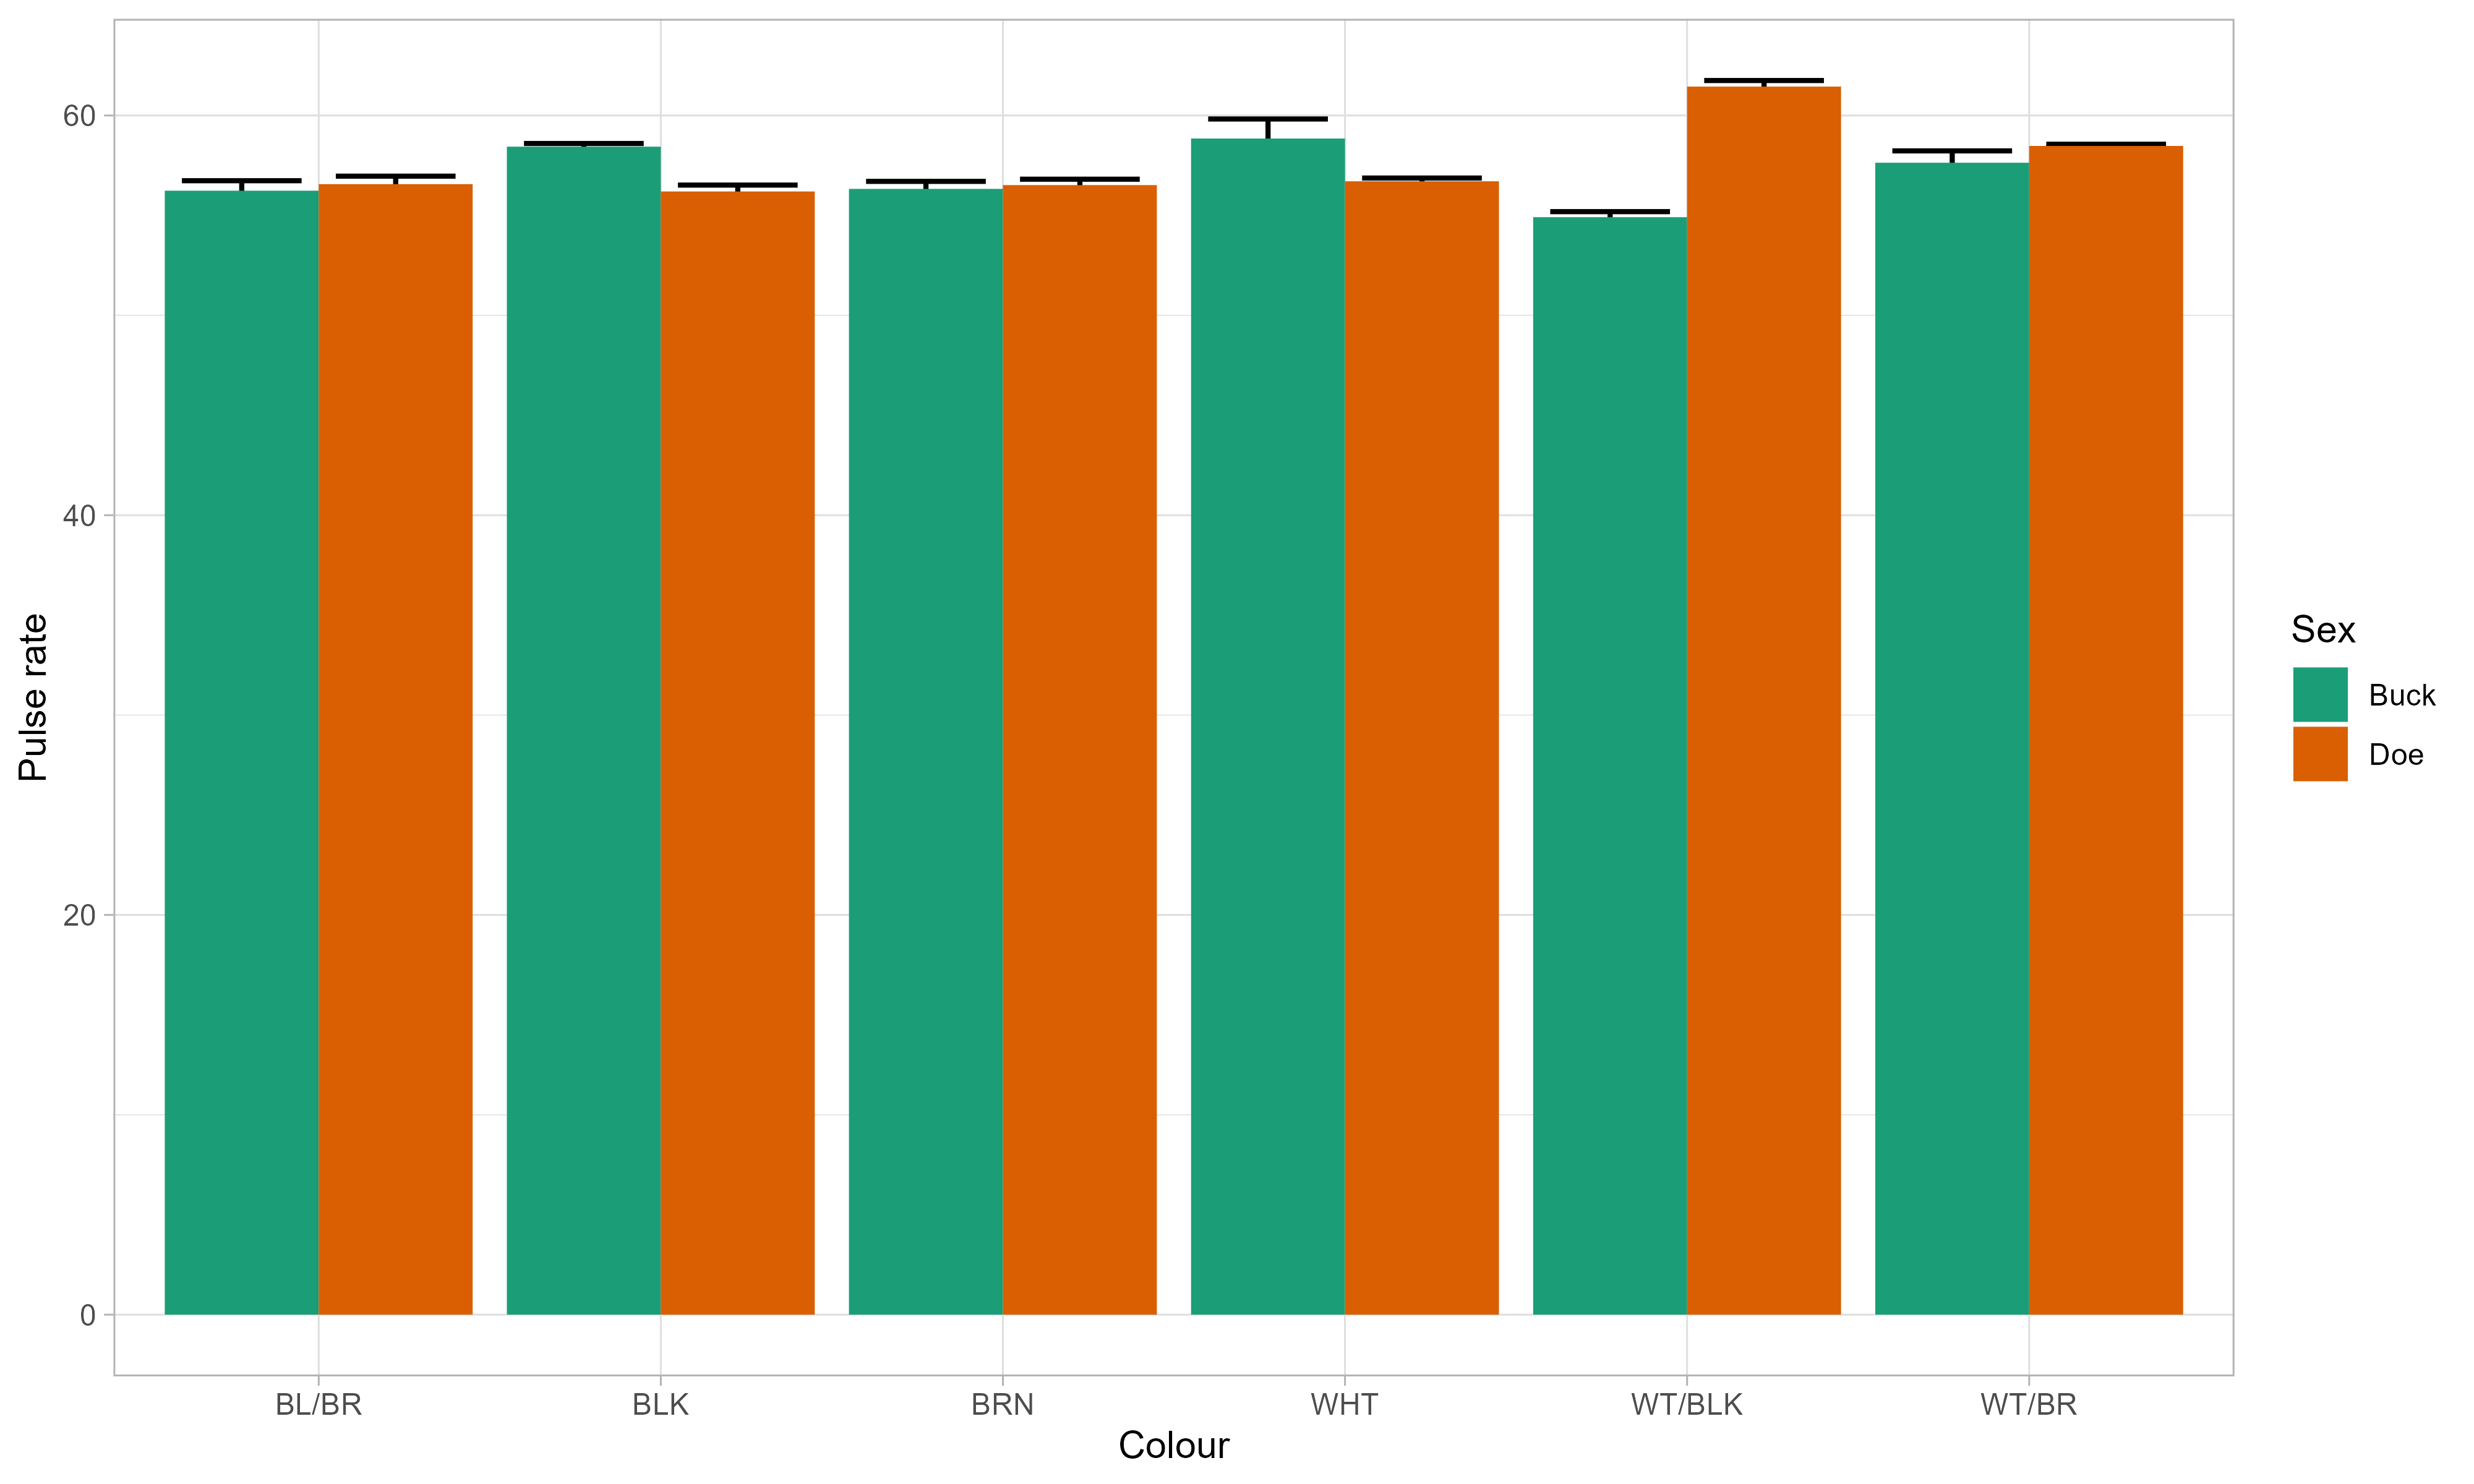 60
40
20
0
Pulse rate
BL/BR
BLK
BRN
WHT
WT/BLK
WT/BR
Colour
Sex
Buck
Doe